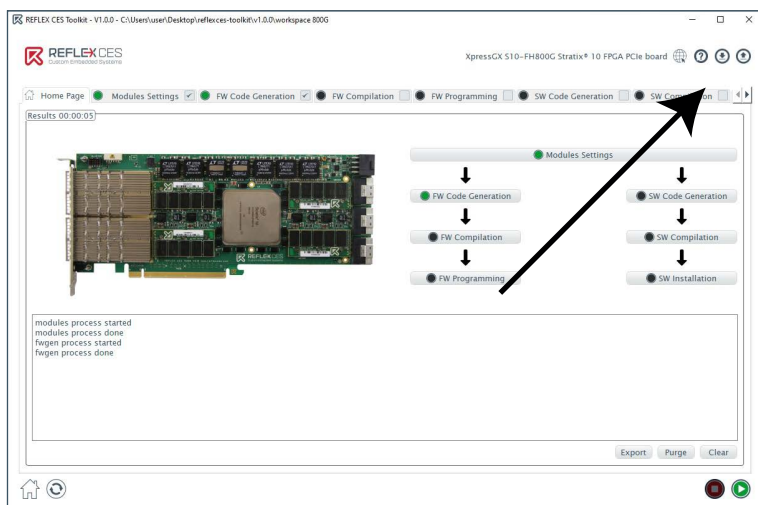 REFLEX CES Toolkit - V1.0.0 - C:\Users\user\Desktop\reflexces-toolkit\v1.0.0\workspace 800G
REFLEX CES
Custom Embedded Systems
XpressGX S10-FH800G Stratix® 10 FPGA PCIe board
Home Page Modules Settings FW Code Generation FW Compilation FW Programming SW Code Generation SW Compilation
Results 00:00:05
Modules Settings
FW Code Generation SW Code Generation
FW Compilation SW Compilation
FW Programming SW Installation
REFLEX CES
modules process started
modules process done
fwgen process started
fwgen process done
Export Purge Clear